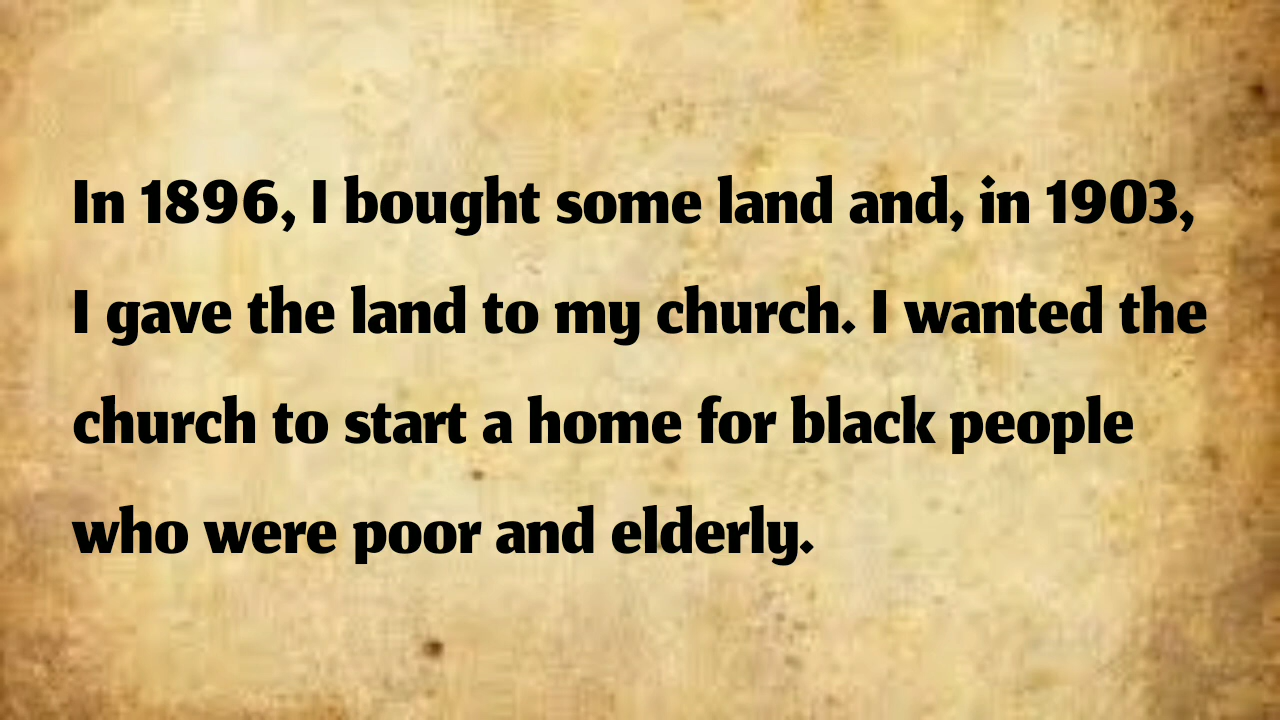 In 1896, I bought some land and, in 1903,
I gave the land to my church. I wanted the
church to start a home for black people
who were poor and elderly.